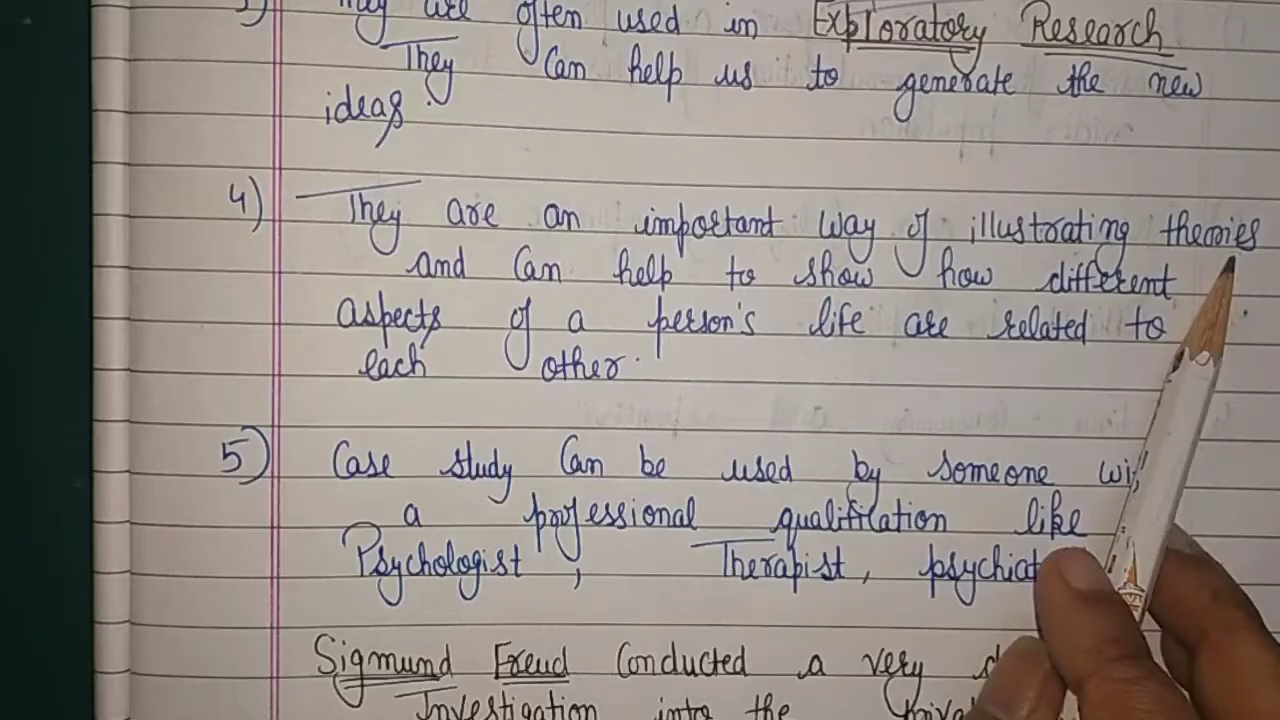 3) They are often used in Exploratory Research
They can help us to generate the new
ideas.
4) They are an important way of illustrating theories
and can help to show how different
aspects of a person's life are related to
each other.
5) Case study can be used by someone
a professional qualification like
Psychologist, Therapist,
Sigmund Freud conducted a very
Investigation into the